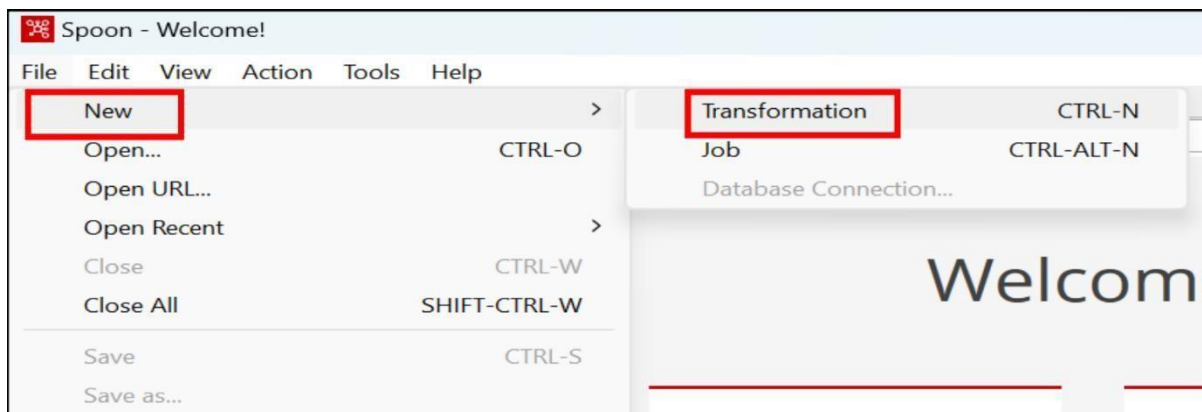 Spoon - Welcome!
File Edit View Action Tools Help
New >
Transformation CTRL-N
Open... CTRL-O
Job CTRL-ALT-N
Open URL...
Database Connection...
Open Recent >
Close CTRL-W
Welcom
Close All SHIFT-CTRL-W
Save CTRL-S
Save as...